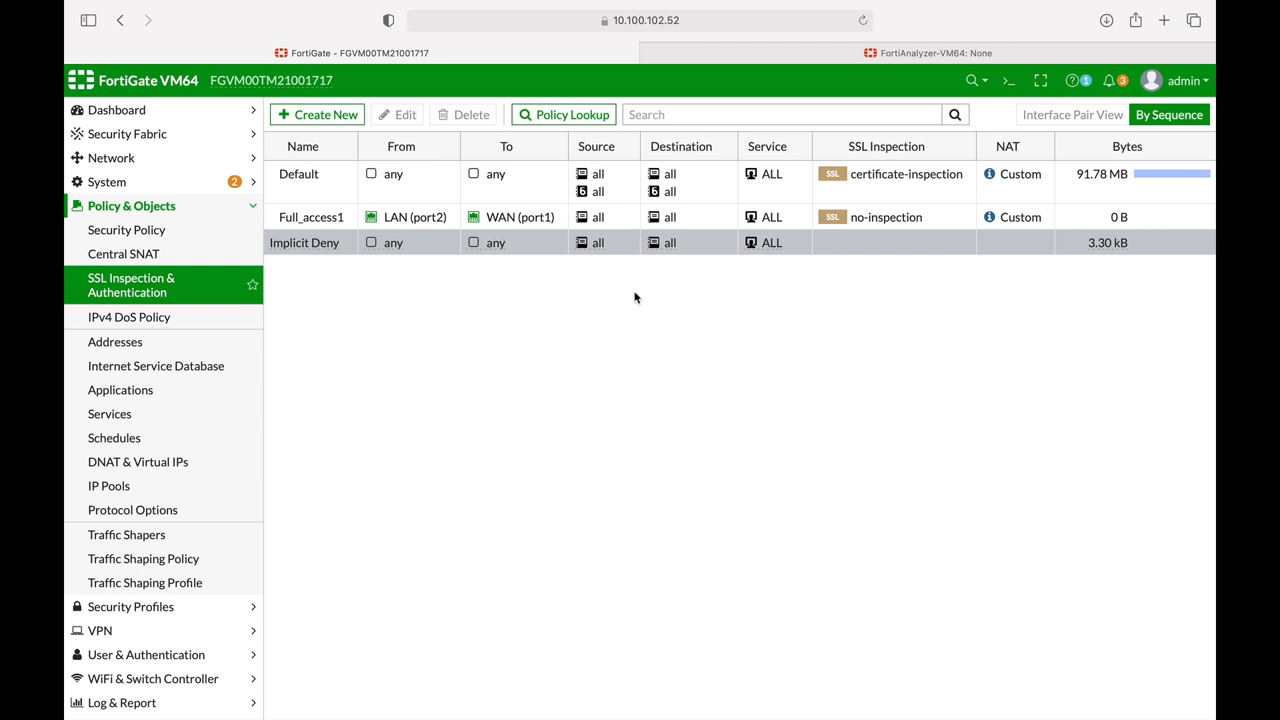 10.100.102.52
FortiGate - FGVM00TM21001717
FortiAnalyzer-VM64: None
FortiGate VM64 FGVM00TM21001717
1 3 admin
Dashboard
Security Fabric
Network
System 2
Policy & Objects
Security Policy
Central SNAT
SSL Inspection &
Authentication
IPv4 DoS Policy
Addresses
Internet Service Database
Applications
Services
Schedules
DNAT & Virtual IPs
IP Pools
Protocol Options
Traffic Shapers
Traffic Shaping Policy
Traffic Shaping Profile
Security Profiles
VPN
User & Authentication
WiFi & Switch Controller
Log & Report
Create New Edit Delete Policy Lookup Search Interface Pair View By Sequence
Name From To Source Destination Service SSL Inspection NAT Bytes
Default any any all all ALL SSL certificate-inspection Custom 91.78 MB
6 all 6 all
Full_access1 LAN (port2) WAN (port1) all all ALL SSL no-inspection Custom 0 B
Implicit Deny any any all all ALL 3.30 kB